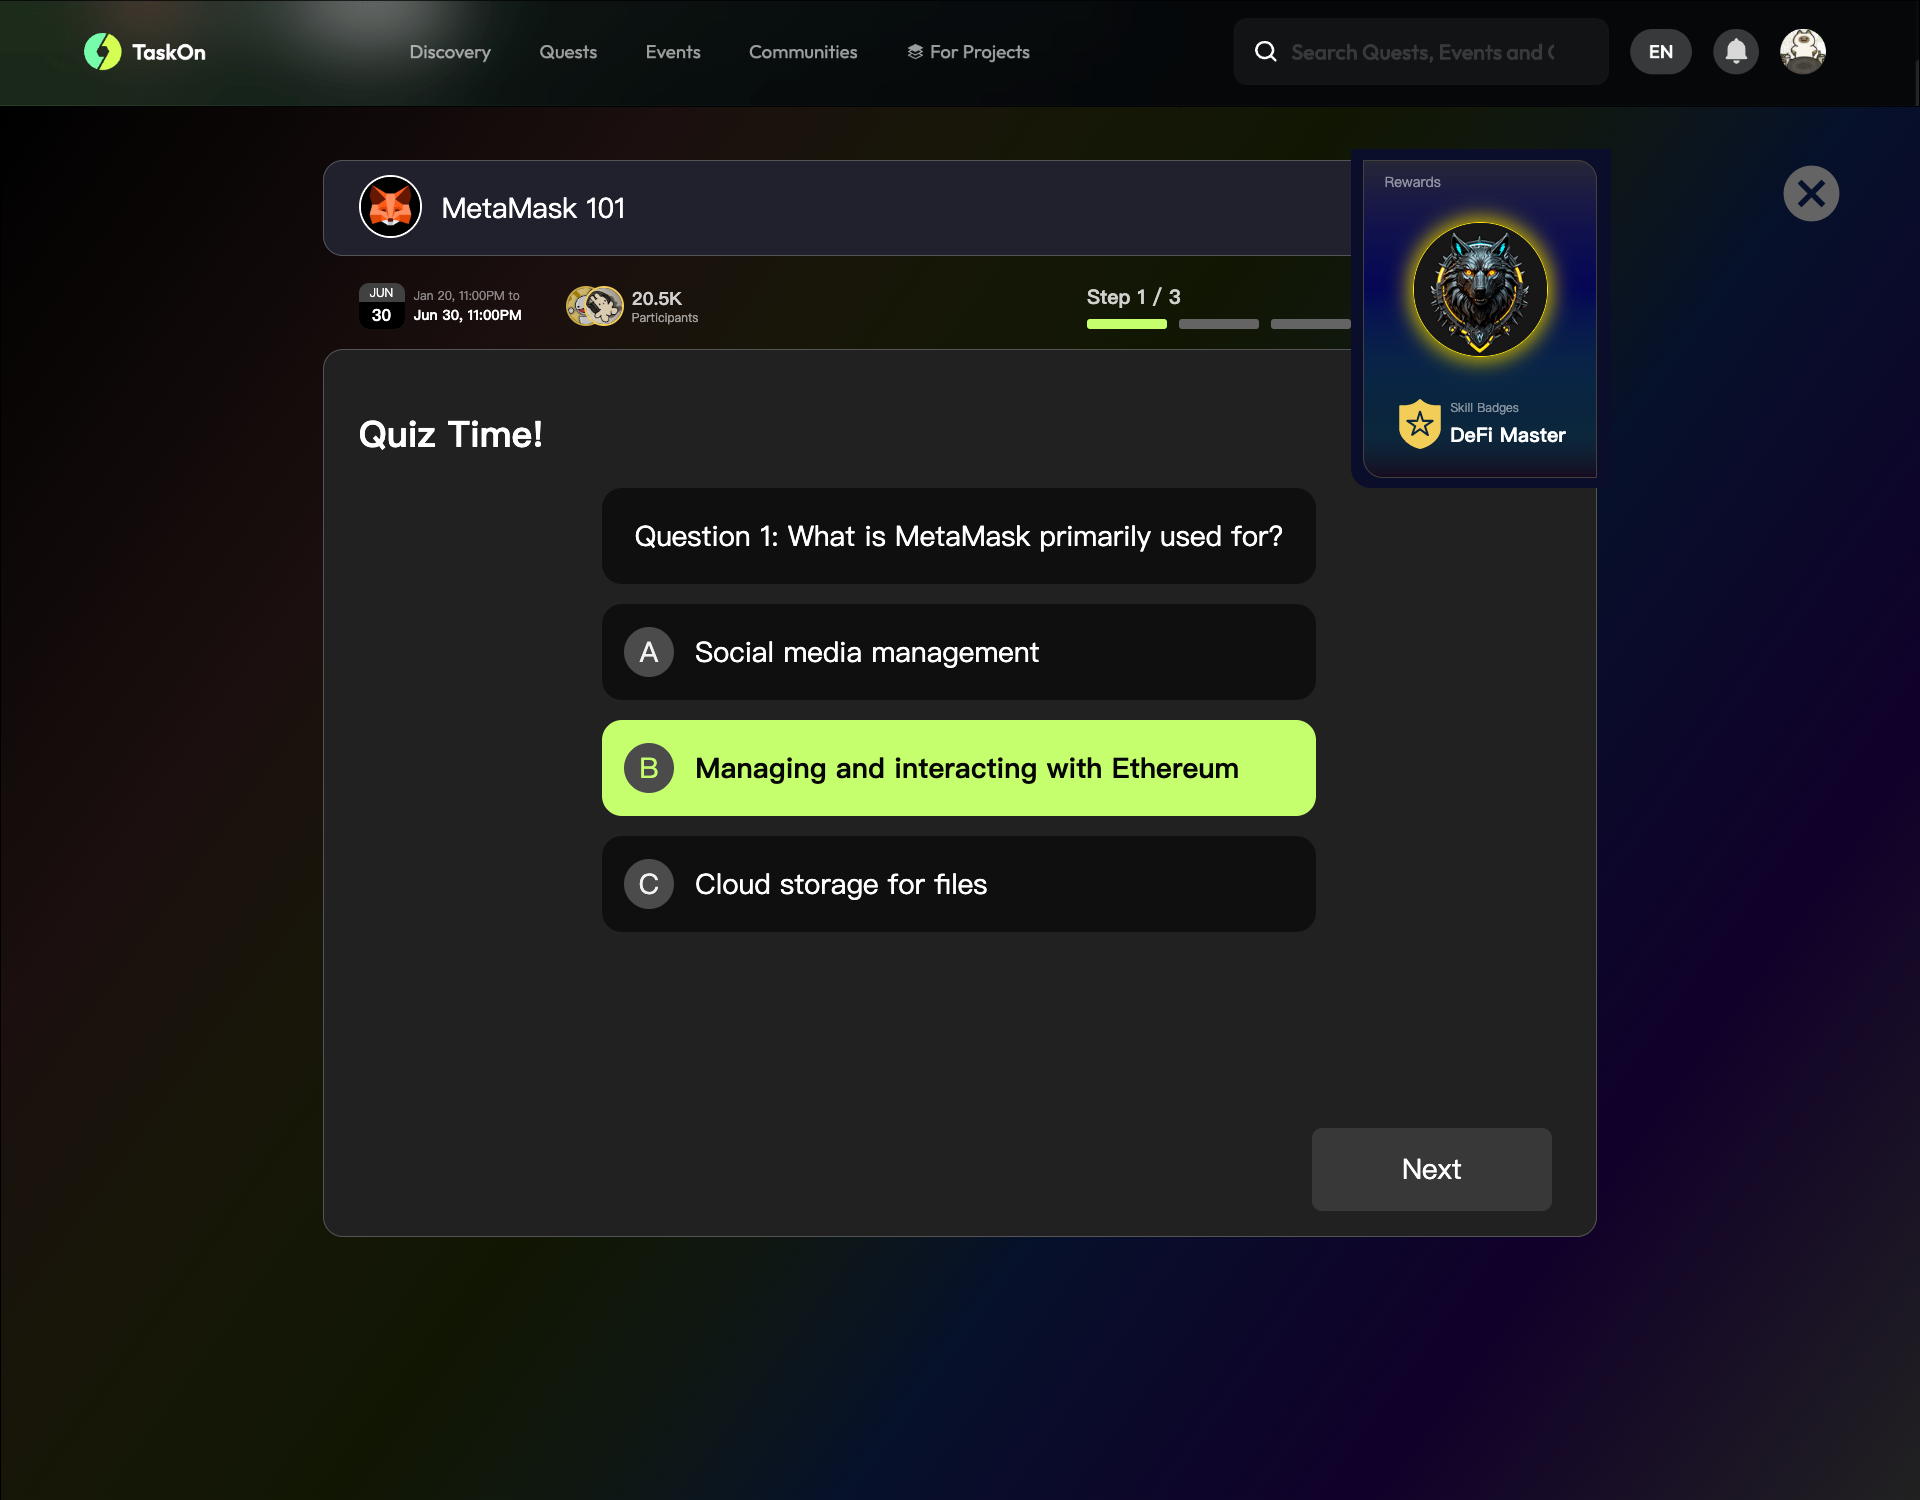 TaskOn
Discovery
Quests
Events
Communities
For Projects
Search Quests, Events and
EN
MetaMask 101
JUN
30
Jan 20, 11:00PM to
Jun 30, 11:00PM
20.5K
Participants
Step 1 / 3
Rewards
Skill Badges
DeFi Master
Quiz Time!
Question 1: What is MetaMask primarily used for?
A Social media management
B Managing and interacting with Ethereum
C Cloud storage for files
Next